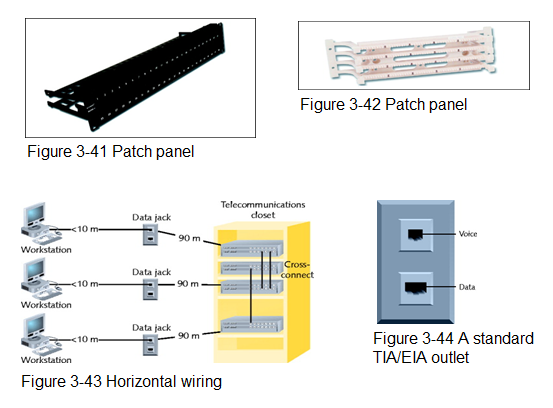 Figure 3-41 Patch panel
Figure 3-42 Patch panel
Telecommunications
closet
Data jack
<10 m
90 m
Workstation
Cross-
connect
Data jack
<10 m
90 m
Workstation
Data jack
<10 m
90 m
Workstation
Figure 3-43 Horizontal wiring
Voice
Data
Figure 3-44 A standard
TIA/EIA outlet